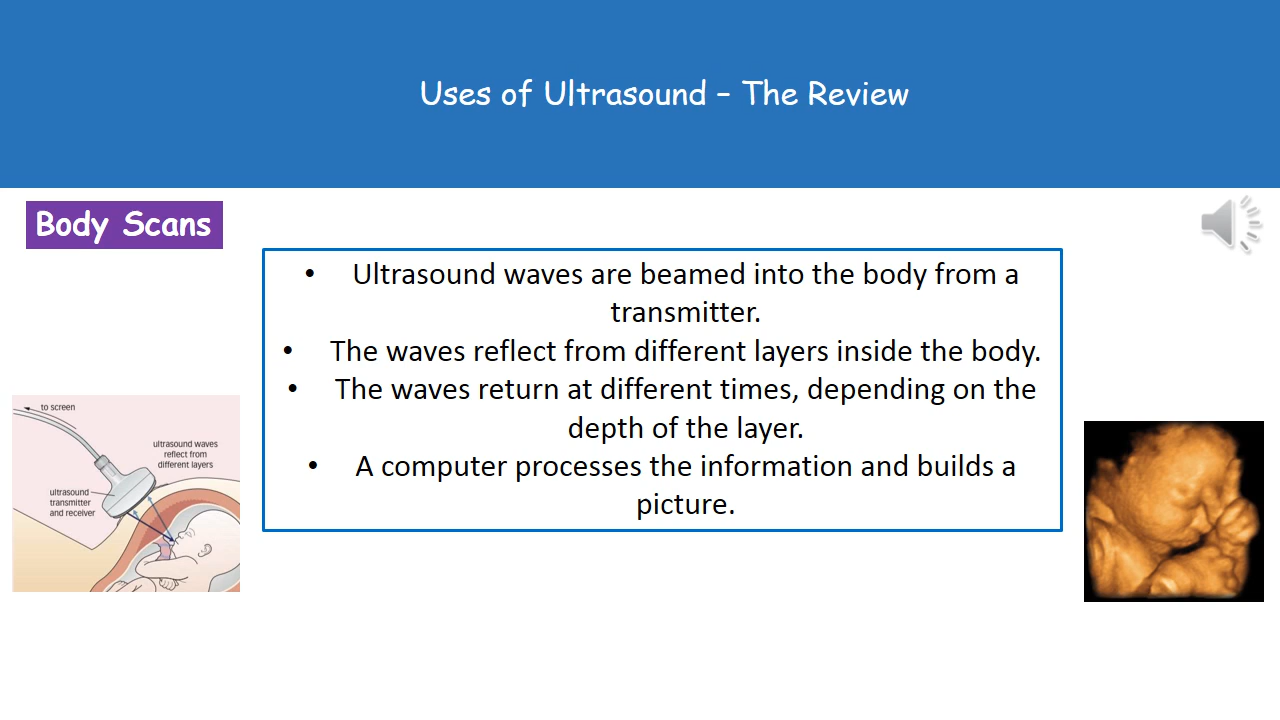 Uses of Ultrasound – The Review
Body Scans
• Ultrasound waves are beamed into the body from a
transmitter.
• The waves reflect from different layers inside the body.
• The waves return at different times, depending on the
depth of the layer.
• A computer processes the information and builds a
picture.
to screen
ultrasound waves
reflect from
different layers
ultrasound
transmitter
and receiver